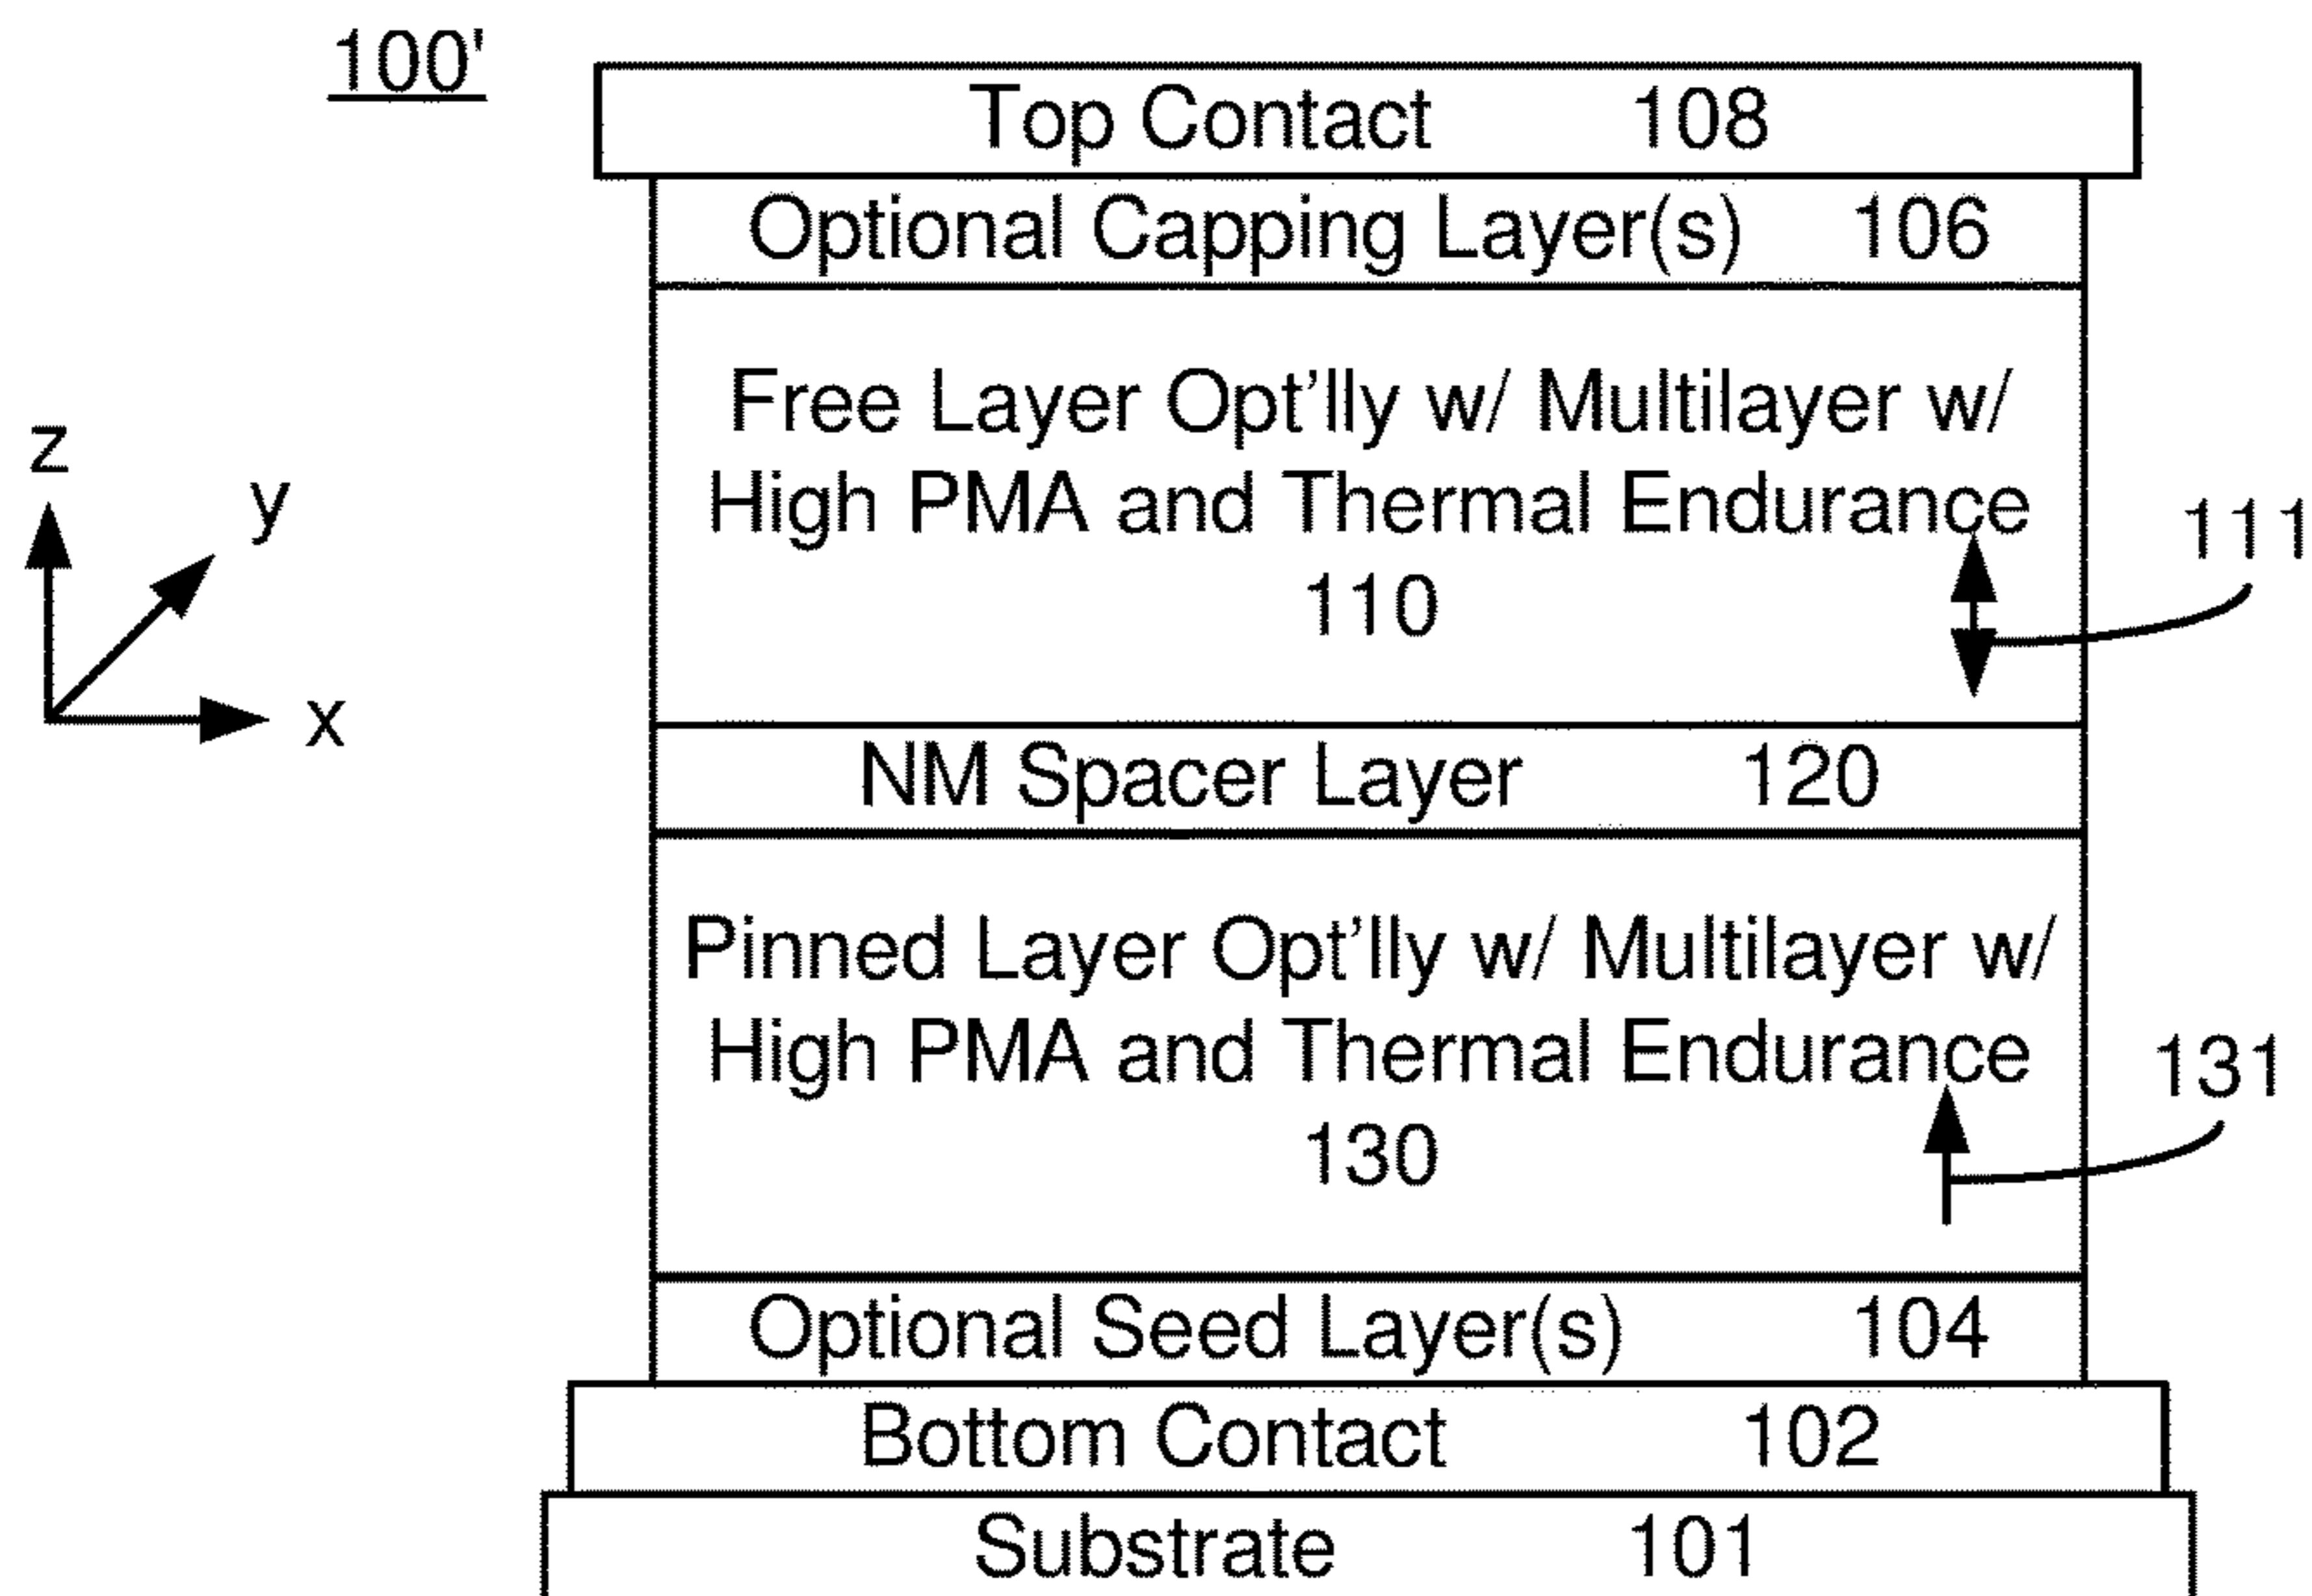 100'
Top Contact 108
Optional Capping Layer(s) 106
Free Layer Opt’lly w/ Multilayer w/
High PMA and Thermal Endurance
110
111
z
y
x
NM Spacer Layer 120
Pinned Layer Opt’lly w/ Multilayer w/
High PMA and Thermal Endurance
130
131
Optional Seed Layer(s) 104
Bottom Contact 102
Substrate 101